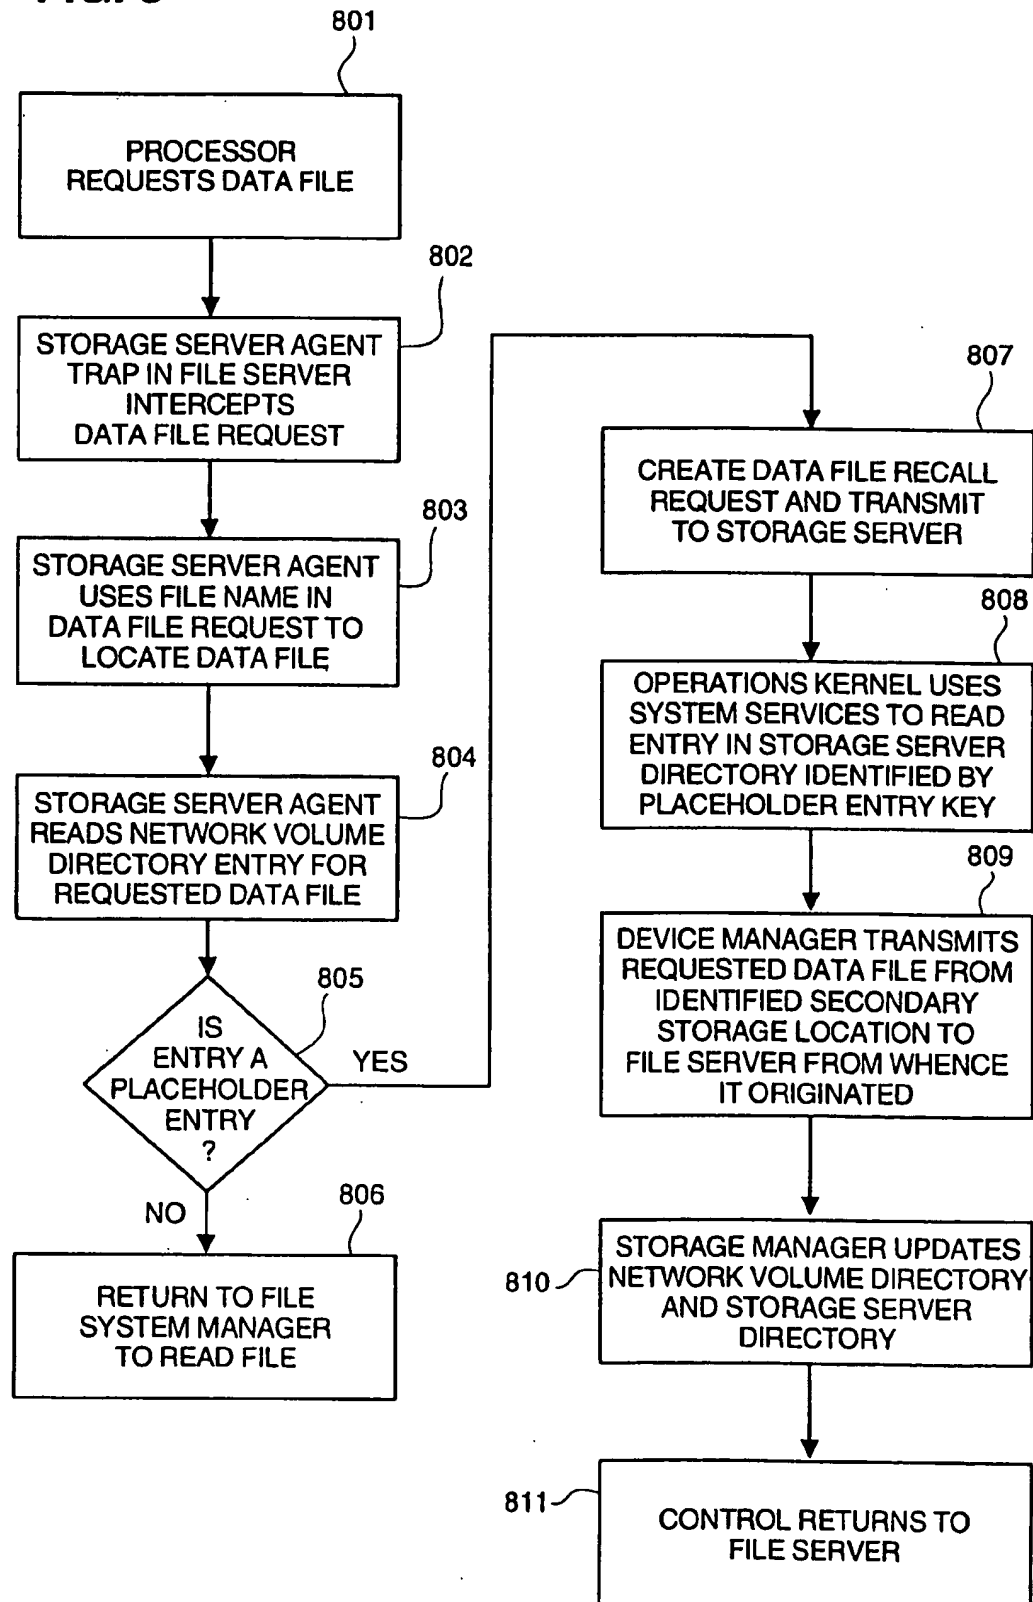 801
PROCESSOR
REQUESTS DATA FILE
802
STORAGE SERVER AGENT
TRAP IN FILE SERVER
INTERCEPTS
DATA FILE REQUEST
803
STORAGE SERVER AGENT
USES FILE NAME IN
DATA FILE REQUEST TO
LOCATE DATA FILE
804
STORAGE SERVER AGENT
READS NETWORK VOLUME
DIRECTORY ENTRY FOR
REQUESTED DATA FILE
805
IS
ENTRY A
PLACEHOLDER
ENTRY
?
YES
NO
806
RETURN TO FILE
SYSTEM MANAGER
TO READ FILE
807
CREATE DATA FILE RECALL
REQUEST AND TRANSMIT
TO STORAGE SERVER
808
OPERATIONS KERNEL USES
SYSTEM SERVICES TO READ
ENTRY IN STORAGE SERVER
DIRECTORY IDENTIFIED BY
PLACEHOLDER ENTRY KEY
809
DEVICE MANAGER TRANSMITS
REQUESTED DATA FILE FROM
IDENTIFIED SECONDARY
STORAGE LOCATION TO
FILE SERVER FROM WHENCE
IT ORIGINATED
810
STORAGE MANAGER UPDATES
NETWORK VOLUME DIRECTORY
AND STORAGE SERVER
DIRECTORY
811
CONTROL RETURNS TO
FILE SERVER